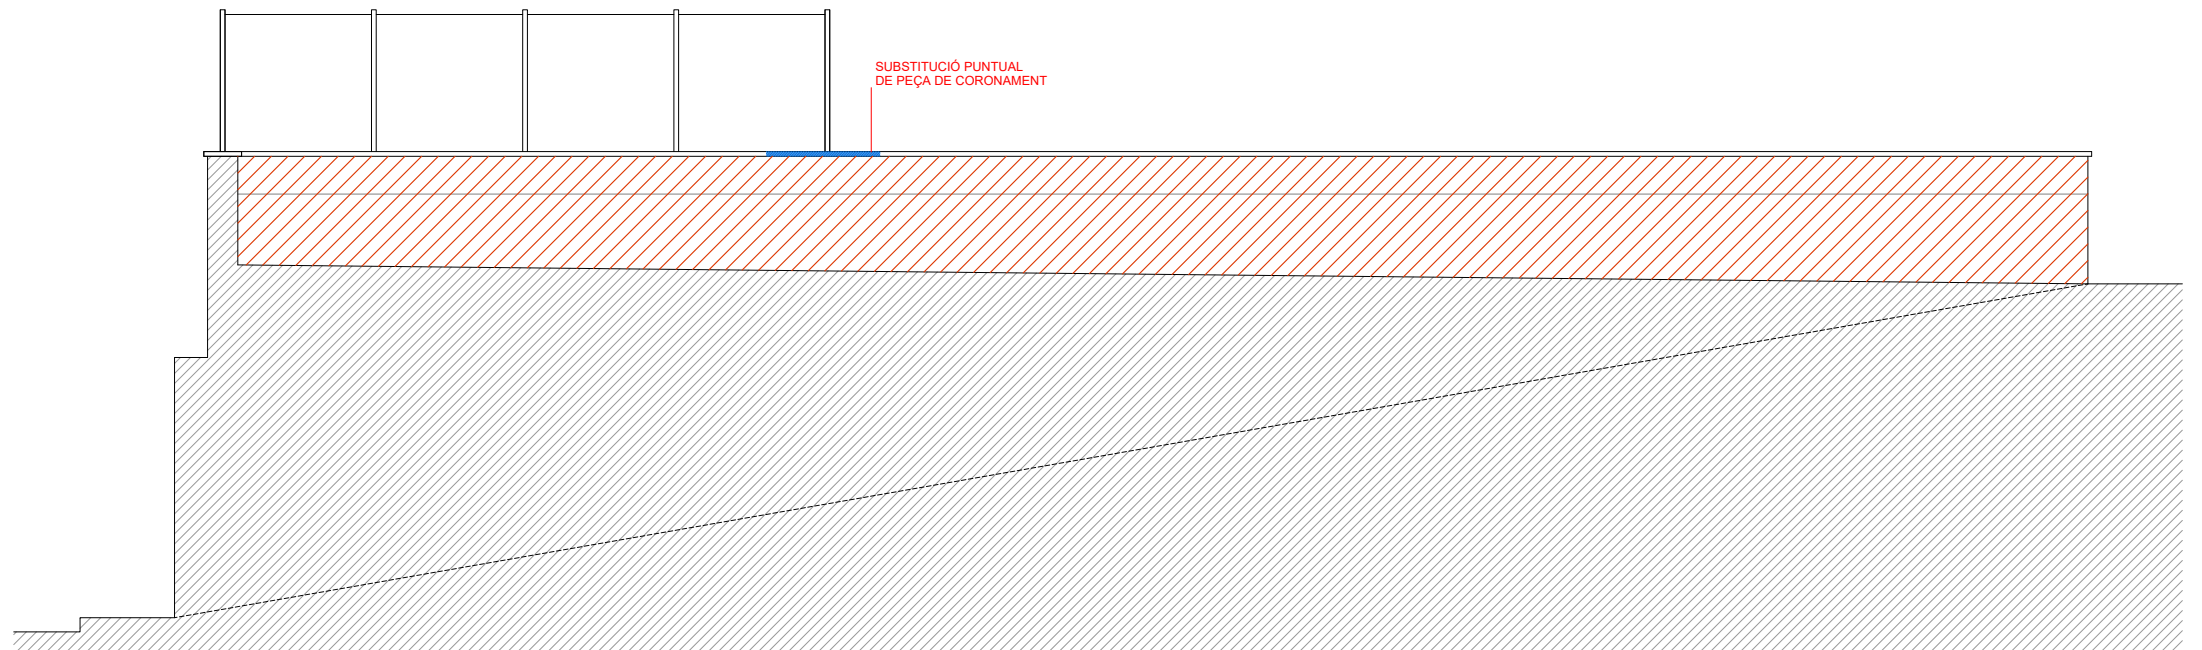 SUBSTITUCIÓ PUNTUAL
DE PEÇA DE CORONAMENT